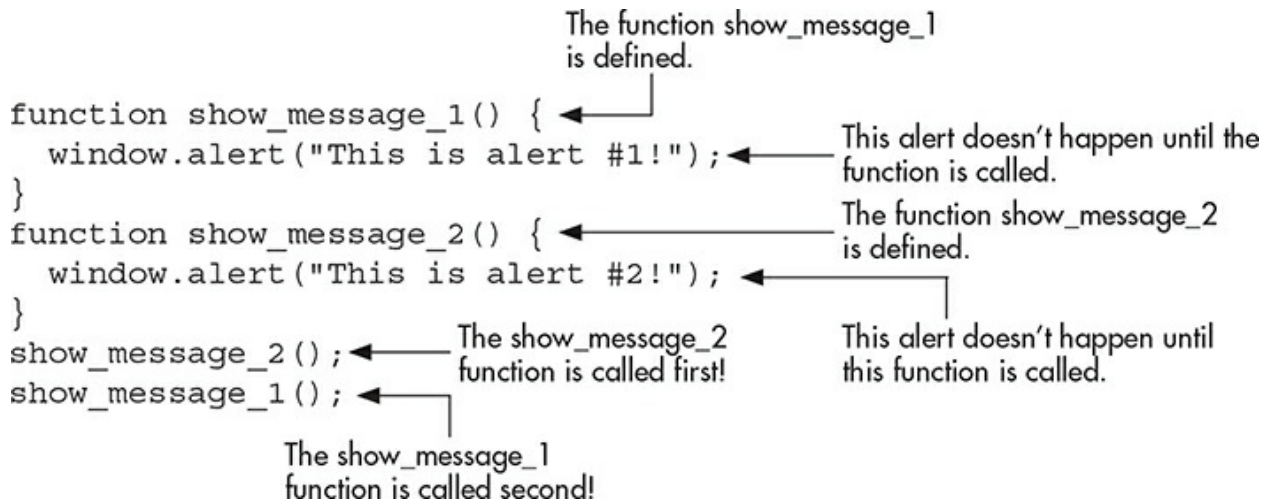 The function show_message_1
is defined.
function show_message_1() {
window.alert("This is alert #1!");
This alert doesn't happen until the
function is called.
}
The function show_message_2
is defined.
function show_message_2() {
window.alert("This is alert #2!");
This alert doesn't happen until
this function is called.
}
show_message_2();
The show_message_2
function is called first!
show_message_1();
The show_message_1
function is called second!